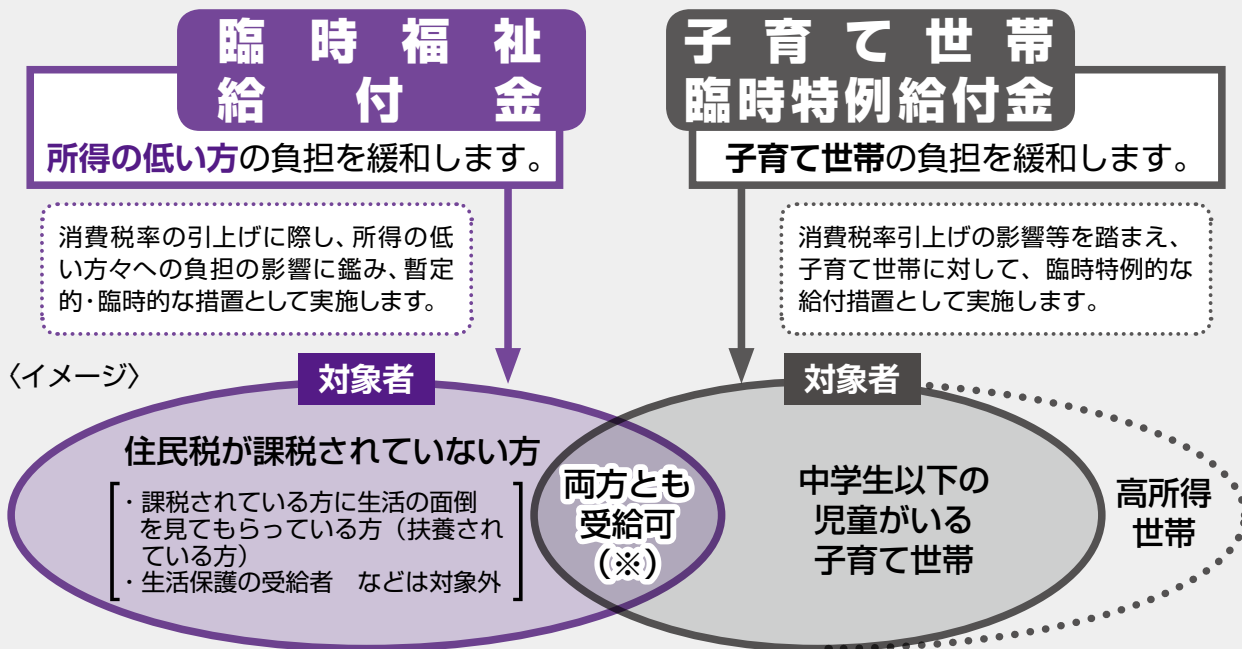 臨時福祉
給付金
所得の低い方の負担を緩和します。
消費税率の引上げに際し、所得の低
い方々への負担の影響に鑑み、暫定
的・臨時的な措置として実施します。
子育て世帯
臨時特例給付金
子育て世帯の負担を緩和します。
消費税率引上げの影響等を踏まえ、
子育て世帯に対して、臨時特例的な
給付措置として実施します。
〈イメージ〉
対象者
住民税が課税されていない方
・課税されている方に生活の面倒
を見てもらっている方（扶養され
ている方）
・生活保護の受給者　などは対象外
両方とも
受給可
（※）
対象者
中学生以下の
児童がいる
子育て世帯
高所得
世帯